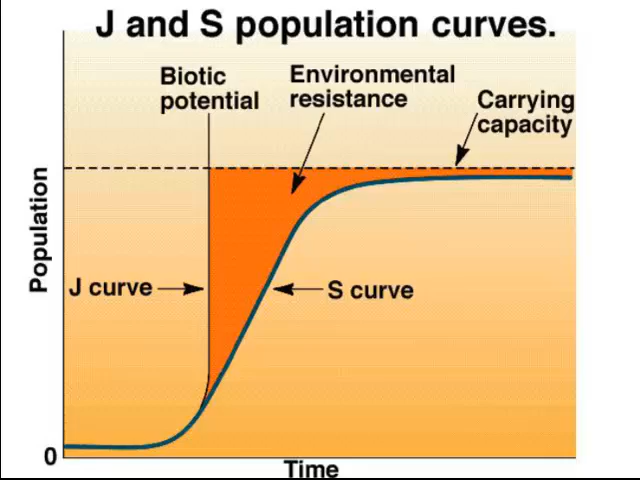 J and S population curves.
Biotic
potential
Environmental
resistance
Carrying
capacity
Population
J curve
S curve
0
Time